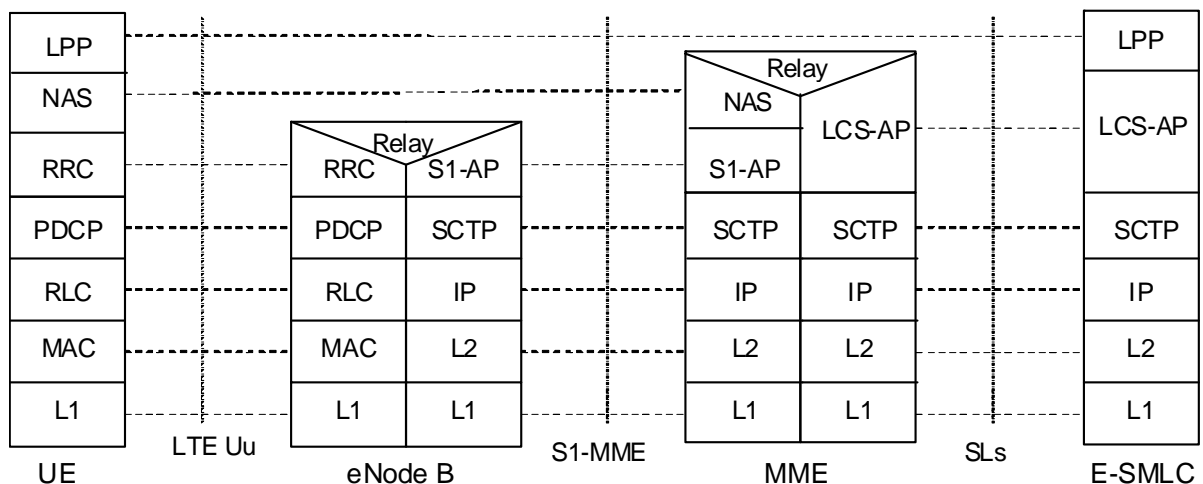 LPP
LPP
Relay
NAS
NAS
LCS-AP
LCS-AP
Relay
RRC
RRC
S1-AP
S1-AP
PDCP
PDCP
SCTP
SCTP
SCTP
SCTP
RLC
RLC
IP
IP
IP
IP
MAC
MAC
L2
L2
L2
L2
L1
L1
L1
L1
L1
L1
LTE Uu
S1-MME
SLs
UE
eNode B
MME
E-SMLC